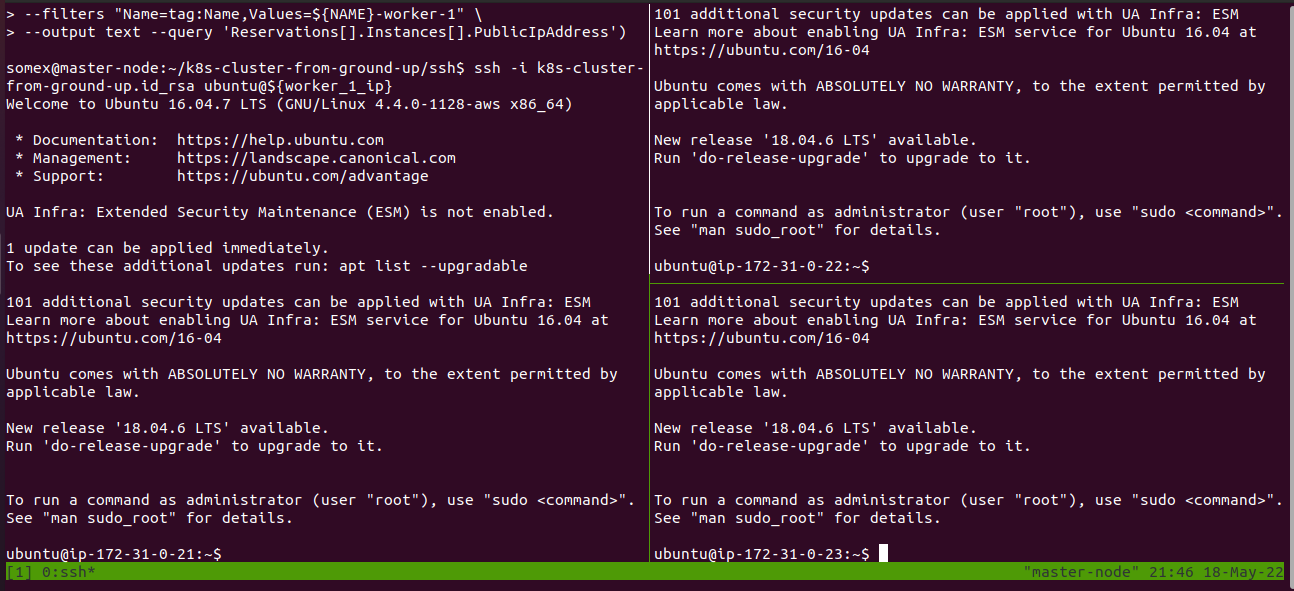 > --filters "Name=tag:Name,Values=${NAME}-worker-1" \
> --output text --query 'Reservations[].Instances[].PublicIpAddress')
somex@master-node:~/k8s-cluster-from-ground-up/ssh$ ssh -i k8s-cluster-
from-ground-up.id_rsa ubuntu@${worker_1_ip}
Welcome to Ubuntu 16.04.7 LTS (GNU/Linux 4.4.0-1128-aws x86_64)
* Documentation:  https://help.ubuntu.com
* Management:     https://landscape.canonical.com
* Support:        https://ubuntu.com/advantage
UA Infra: Extended Security Maintenance (ESM) is not enabled.
1 update can be applied immediately.
To see these additional updates run: apt list --upgradable
101 additional security updates can be applied with UA Infra: ESM
Learn more about enabling UA Infra: ESM service for Ubuntu 16.04 at
https://ubuntu.com/16-04
Ubuntu comes with ABSOLUTELY NO WARRANTY, to the extent permitted by
applicable law.
New release '18.04.6 LTS' available.
Run 'do-release-upgrade' to upgrade to it.
To run a command as administrator (user "root"), use "sudo <command>".
See "man sudo_root" for details.
ubuntu@ip-172-31-0-21:~$
101 additional security updates can be applied with UA Infra: ESM
Learn more about enabling UA Infra: ESM service for Ubuntu 16.04 at
https://ubuntu.com/16-04
Ubuntu comes with ABSOLUTELY NO WARRANTY, to the extent permitted by
applicable law.
New release '18.04.6 LTS' available.
Run 'do-release-upgrade' to upgrade to it.
To run a command as administrator (user "root"), use "sudo <command>".
See "man sudo_root" for details.
ubuntu@ip-172-31-0-22:~$
101 additional security updates can be applied with UA Infra: ESM
Learn more about enabling UA Infra: ESM service for Ubuntu 16.04 at
https://ubuntu.com/16-04
Ubuntu comes with ABSOLUTELY NO WARRANTY, to the extent permitted by
applicable law.
New release '18.04.6 LTS' available.
Run 'do-release-upgrade' to upgrade to it.
To run a command as administrator (user "root"), use "sudo <command>".
See "man sudo_root" for details.
ubuntu@ip-172-31-0-23:~$
[1] 0:ssh* "master-node" 21:46 18-May-22